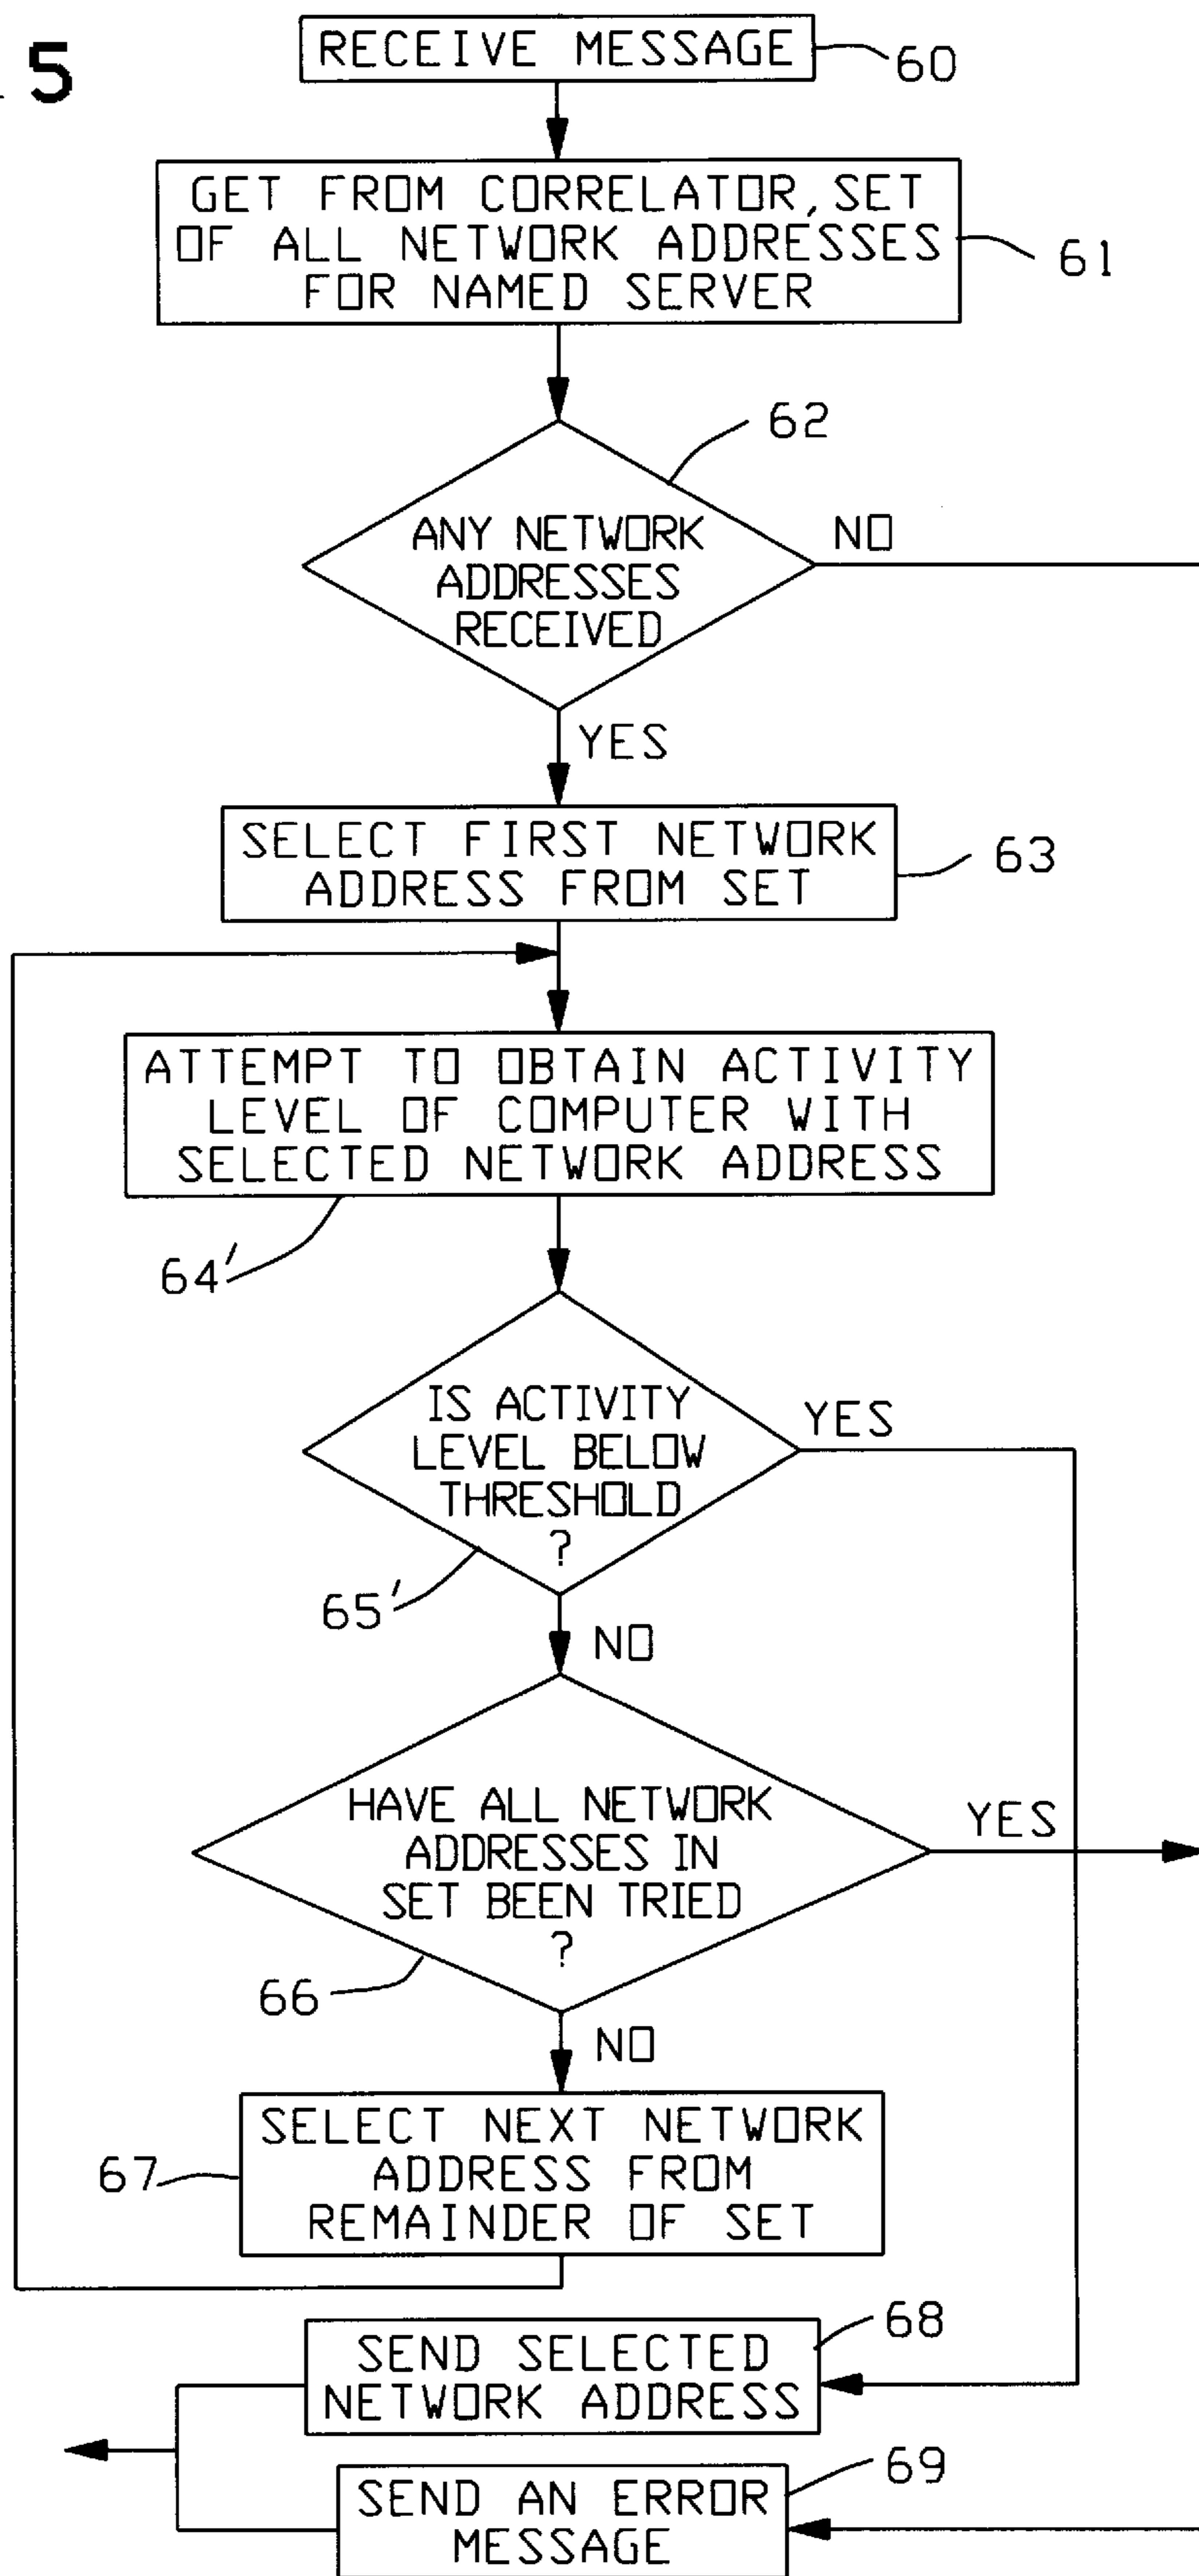 5
RECEIVE MESSAGE
60
GET FROM CORRELATOR, SET
OF ALL NETWORK ADDRESSES
FOR NAMED SERVER
61
62
ANY NETWORK
ADDRESSES
RECEIVED
NO
YES
SELECT FIRST NETWORK
ADDRESS FROM SET
63
ATTEMPT TO OBTAIN ACTIVITY
LEVEL OF COMPUTER WITH
SELECTED NETWORK ADDRESS
64'
IS ACTIVITY
LEVEL BELOW
THRESHOLD
?
YES
65'
NO
HAVE ALL NETWORK
ADDRESSES IN
SET BEEN TRIED
?
YES
66
NO
SELECT NEXT NETWORK
ADDRESS FROM
REMAINDER OF SET
67
68
SEND SELECTED
NETWORK ADDRESS
69
SEND AN ERROR
MESSAGE